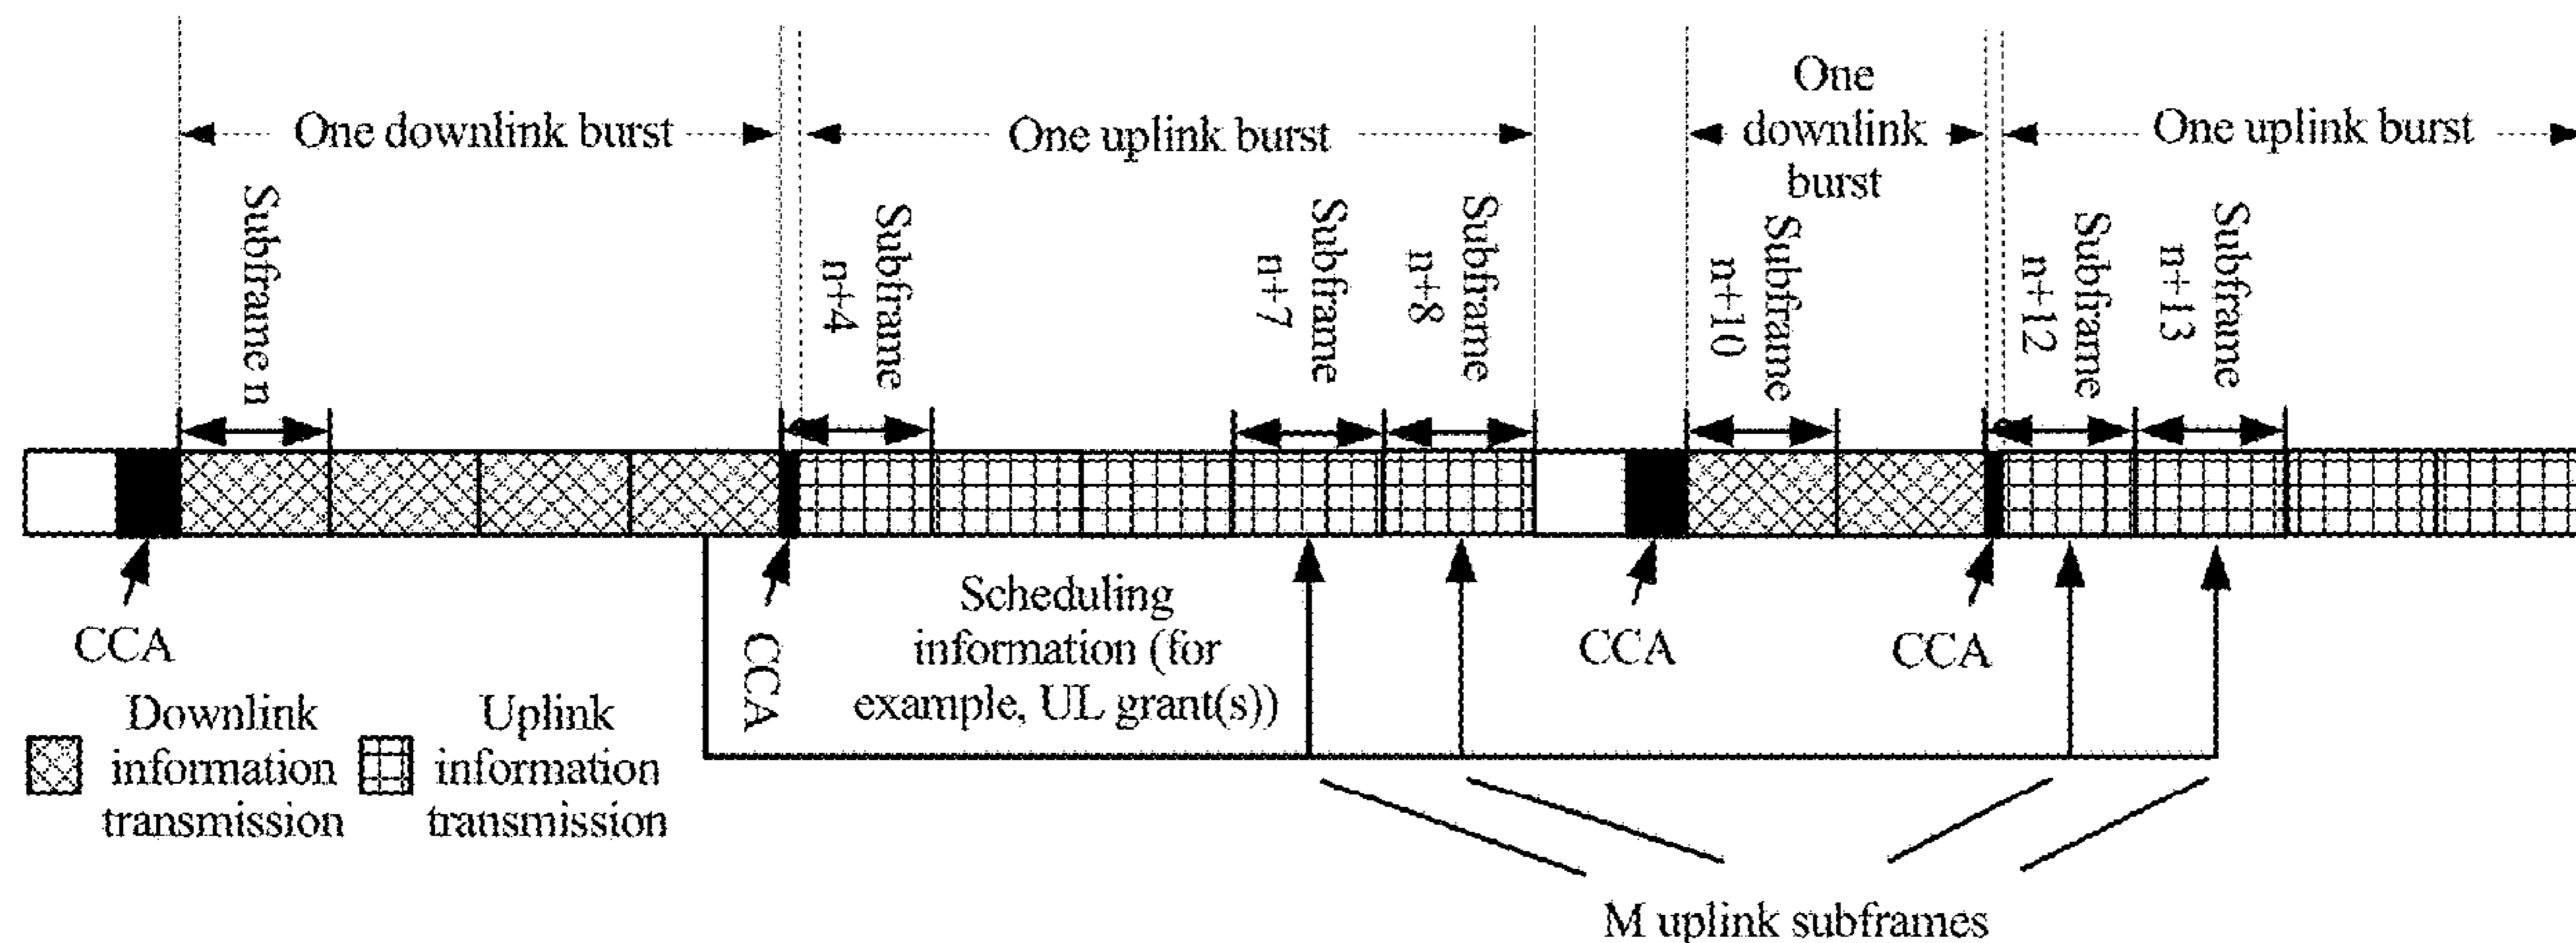 One downlink burst
One uplink burst
One
downlink
burst
One uplink burst
Subframe n
Subframe
n+4
Subframe
n+7
Subframe
n+8
Subframe
n+10
Subframe
n+12
Subframe
n+13
CCA
CCA
Scheduling
information (for
example, UL grant(s))
CCA
CCA
Downlink
information
transmission
Uplink
information
transmission
M uplink subframes